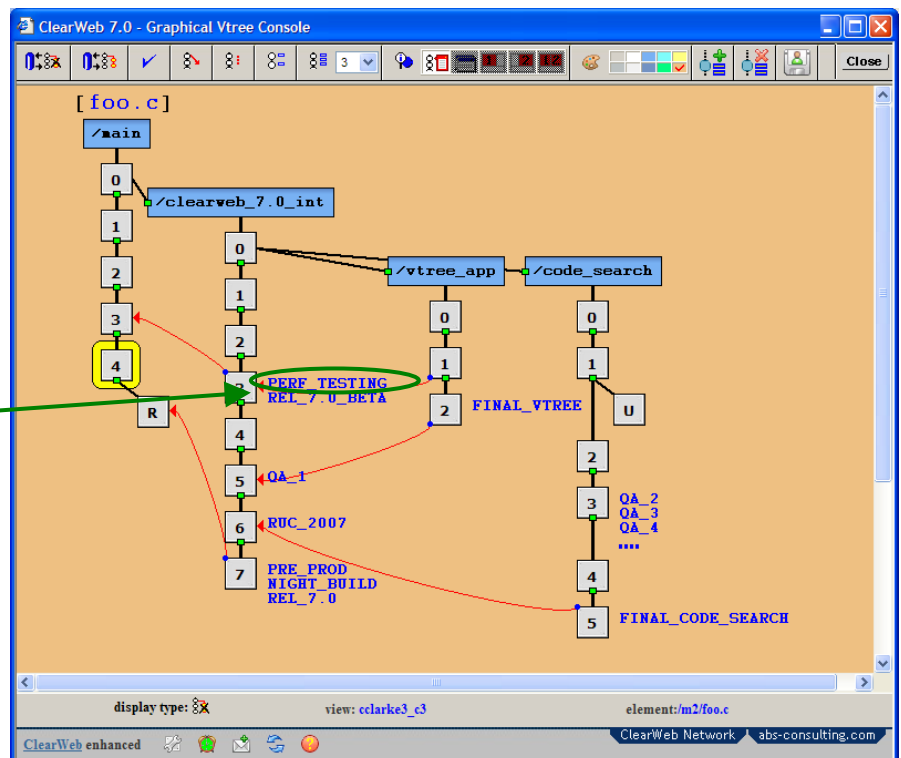 ClearWeb 7.0 - Graphical Vtree Console
3
Close
[foo.c]
/main
0
/clearweb_7.0_int
1
0
2
/vtree_app
/code_search
1
3
0
0
2
4
1
1
3
PERF_TESTING
REL_7.0_BETA
R
2
FINAL_VTREE
U
4
2
5
QA_1
3
QA_2
QA_3
QA_4
....
6
RUC_2007
7
PRE_PROD
NIGHT_BUILD
REL_7.0
4
5
FINAL_CODE_SEARCH
display type:
view: cclarke3_c3
element:/m2/foo.c
ClearWeb enhanced
ClearWeb Network
abs-consulting.com